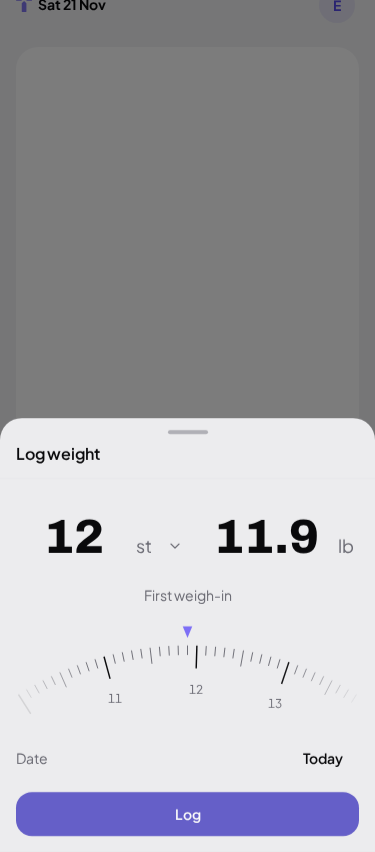 Sat 21 Nov
E
Log weight
12 st 11.9 lb
First weigh-in
11 12 13
Date Today
Log